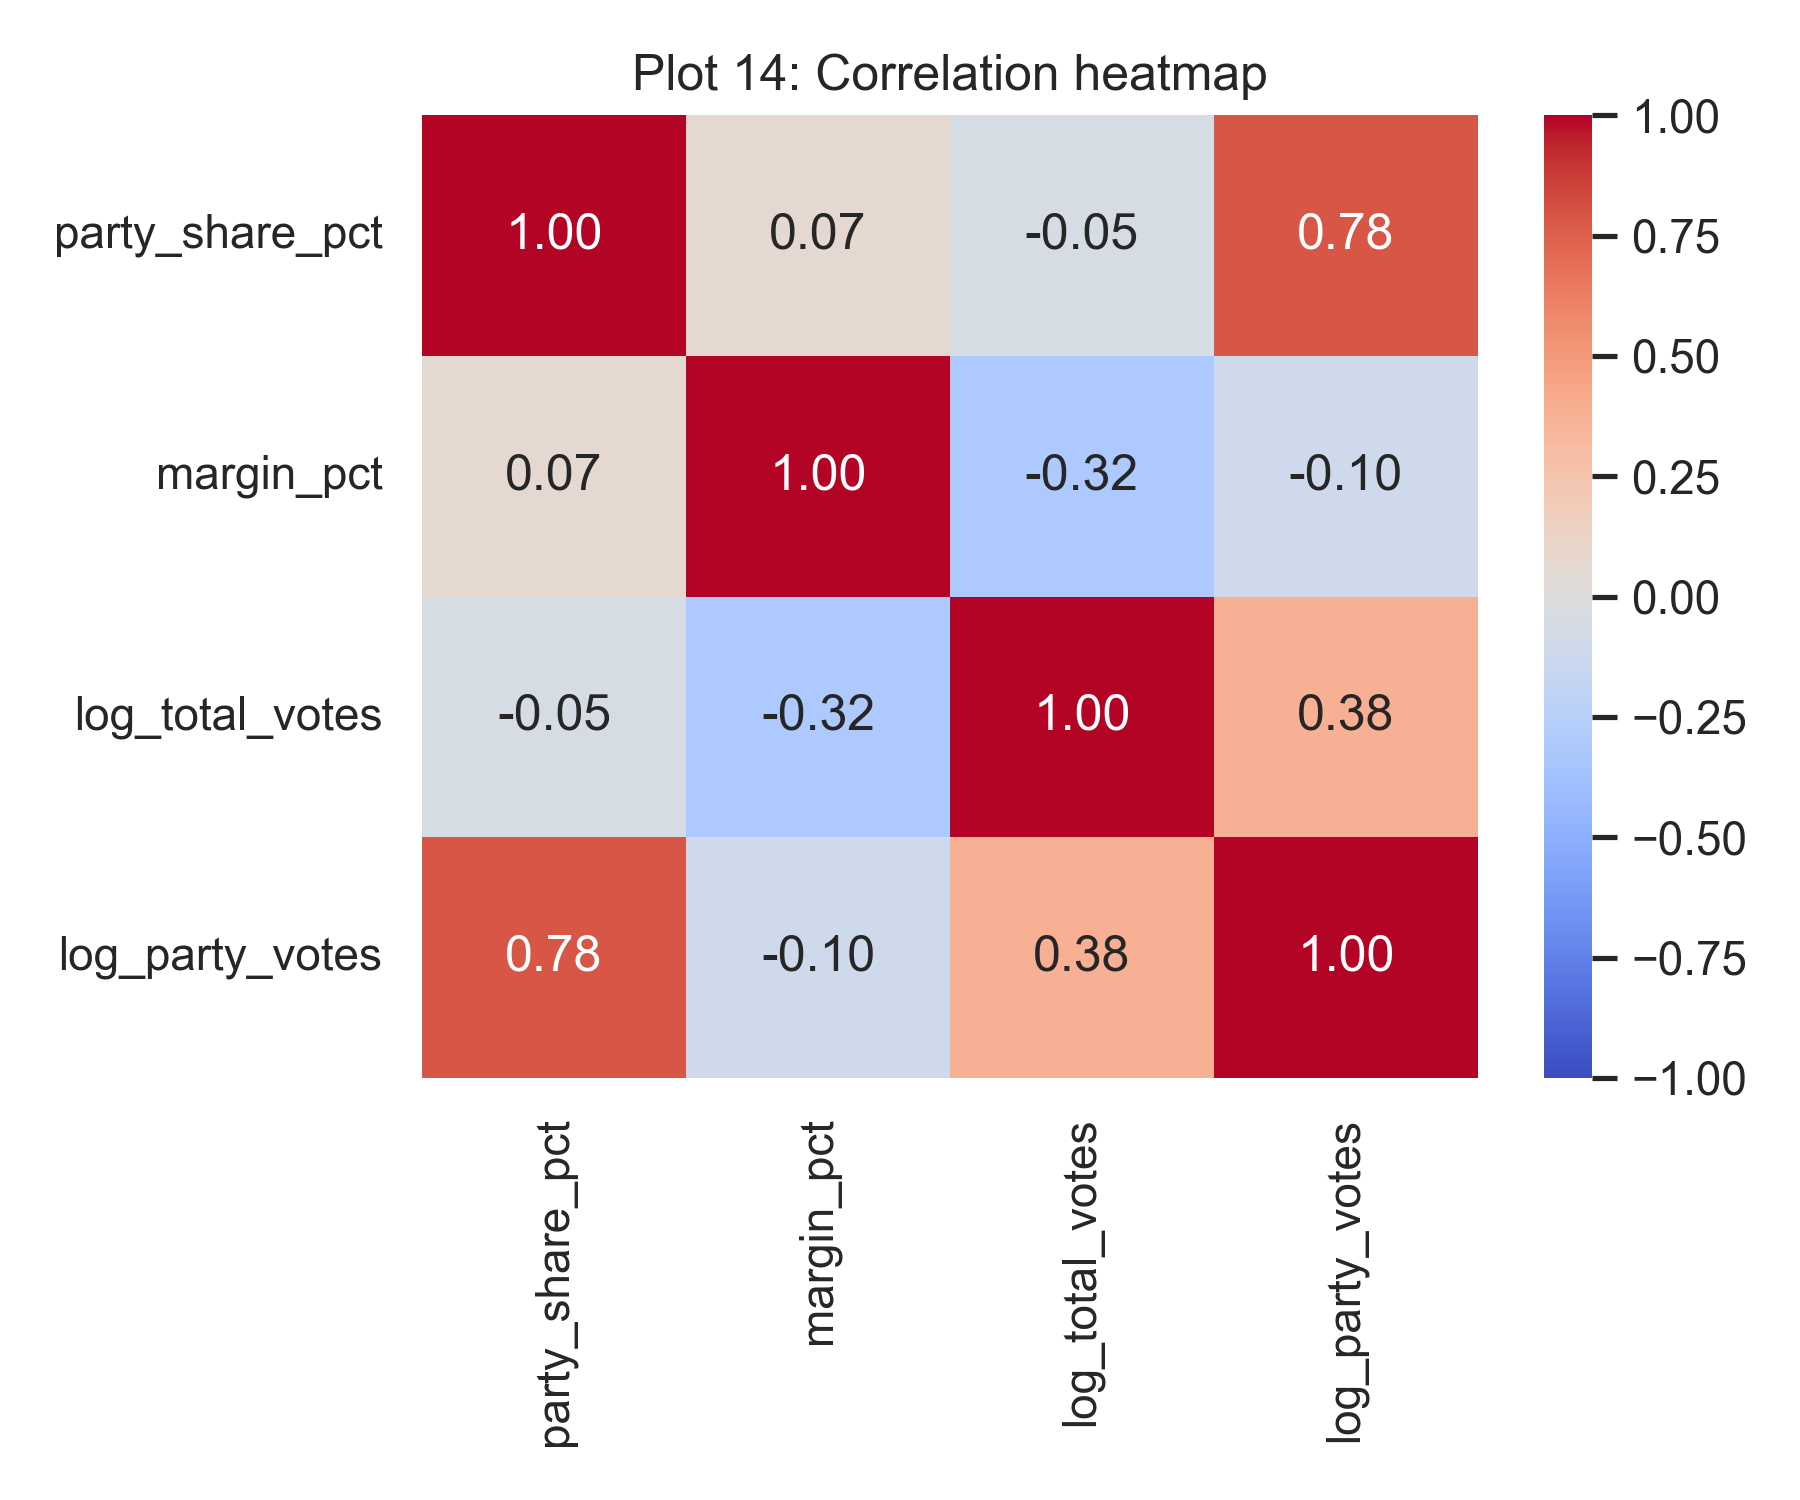 Plot 14: Correlation heatmap
party_share_pct 1.00 0.07 -0.05 0.78
margin_pct 0.07 1.00 -0.32 -0.10
log_total_votes -0.05 -0.32 1.00 0.38
log_party_votes 0.78 -0.10 0.38 1.00
party_share_pct
margin_pct
log_total_votes
log_party_votes
1.00
0.75
0.50
0.25
0.00
−0.25
−0.50
−0.75
−1.00